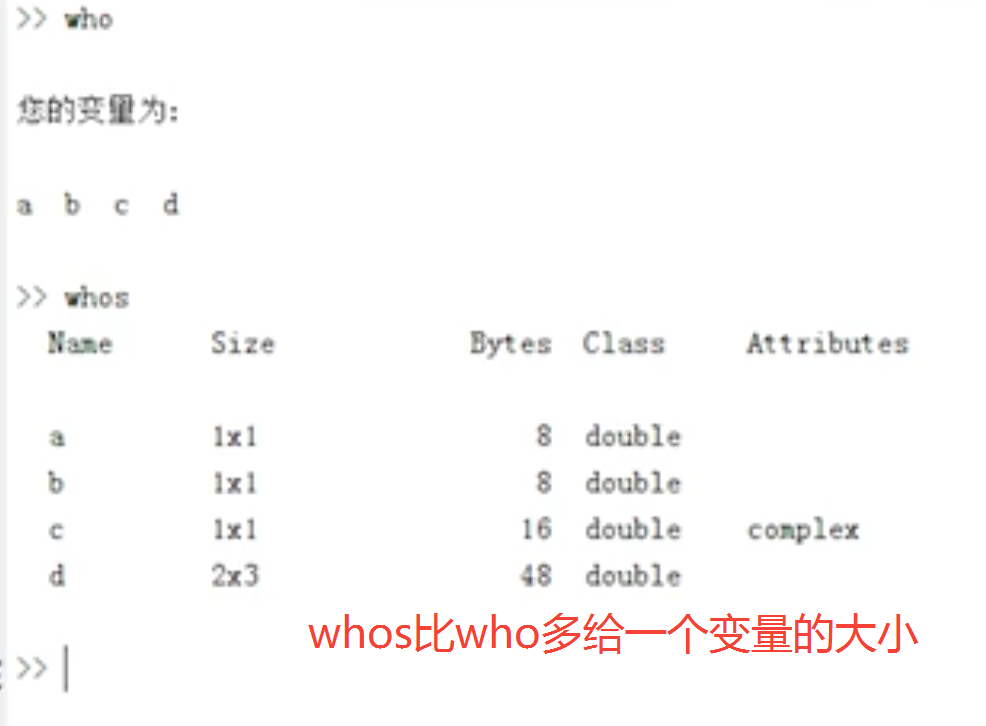 >> who
您的变量为:
a b c d
>> whos
Name Size Bytes Class Attributes
a 1x1 8 double
b 1x1 8 double
c 1x1 16 double complex
d 2x3 48 double
whos比who多给一个变量的大小
>>